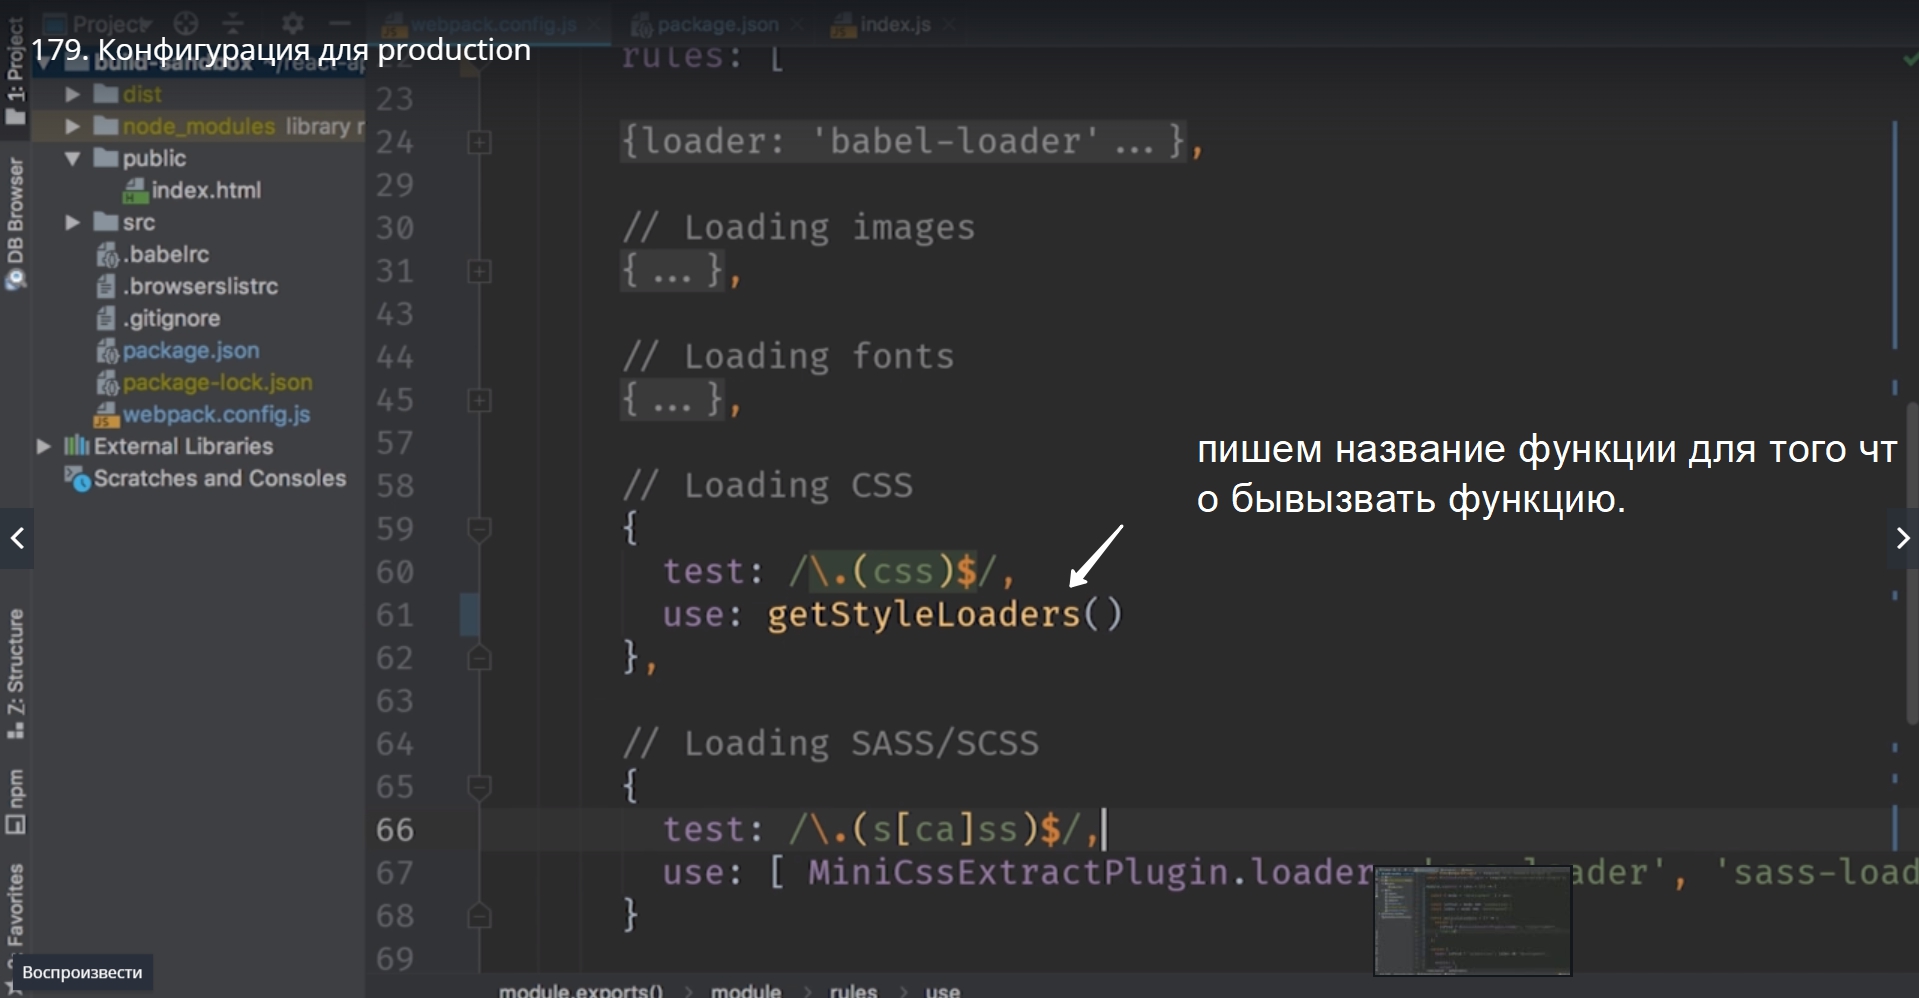 Project
webpack.config.js
package.json
index.js
179. Конфигурация для production
1: Project
build-sandbox ~/react-ap
rules: [
dist
23
node_modules library r
24 {loader: 'babel-loader' ... },
public
29
index.html
30 // Loading images
src
.babelrc
31 { ... },
DB Browser
.browserslistrc
43
.gitignore
44 // Loading fonts
package.json
package-lock.json
45 { ... },
webpack.config.js
57
External Libraries
Scratches and Consoles
58 // Loading CSS
пишем название функции для того чт
о бывызвать функцию.
59 {
60 test: /\.(css)$/,
61 use: getStyleLoaders()
62 },
Z: Structure
63
64 // Loading SASS/SCSS
65 {
npm
66 test: /\.(s[ca]ss)$/,
67 use: [ MiniCssExtractPlugin.loader ader', 'sass-load
68 }
Favorites
69
Воспроизвести
module.exports() > module > rules > use